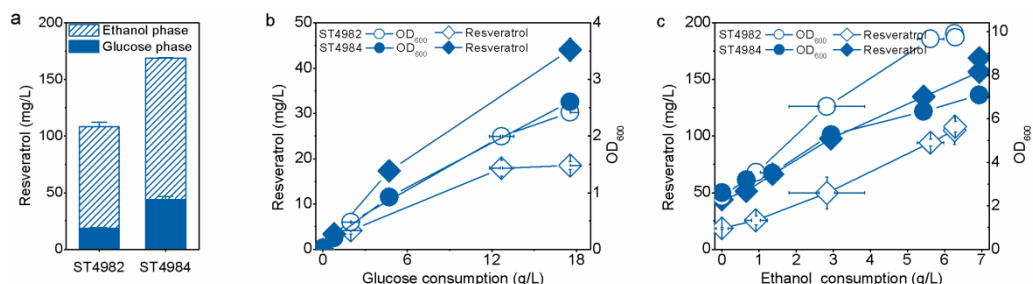 a
200
150
100
50
0
Resveratrol (mg/L)
Ethanol phase
Glucose phase
ST4982 ST4984
b
50
40
30
20
10
0
Resveratrol (mg/L)
ST4982 OD600 Resveratrol
ST4984 OD600 Resveratrol
4
3
2
1
0
OD600
0 6 12 18
Glucose consumption (g/L)
c
200
150
100
50
0
Resveratrol (mg/L)
ST4982 OD600 Resveratrol
ST4984 OD600 Resveratrol
10
8
6
4
2
0
OD600
0 1 2 3 4 5 6 7
Ethanol consumption (g/L)